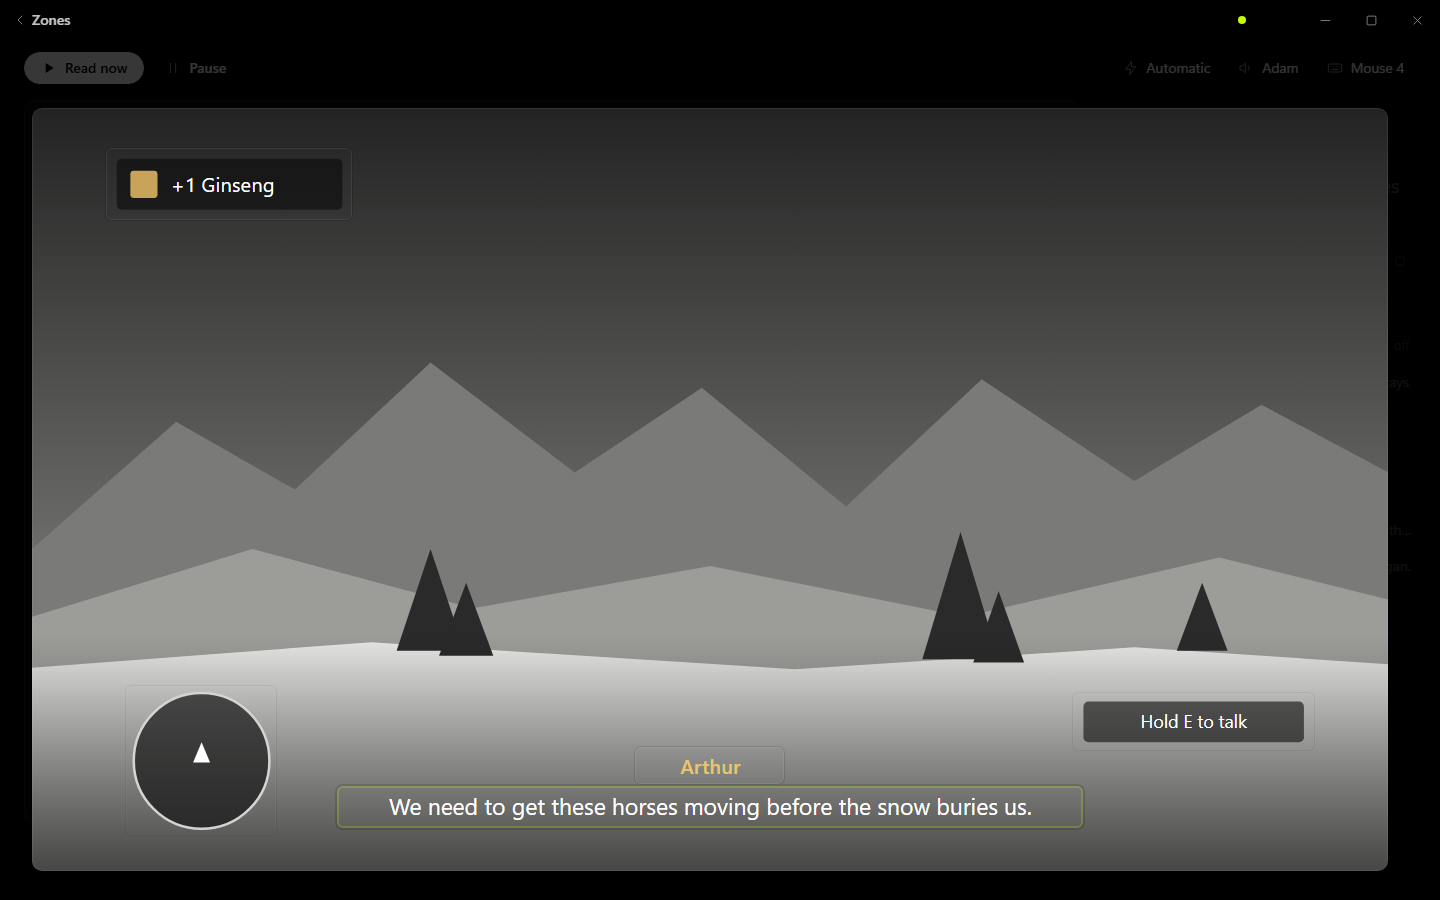 Zones
Read now
Pause
Automatic
Adam
Mouse 4
+1 Ginseng
Hold E to talk
Arthur
We need to get these horses moving before the snow buries us.